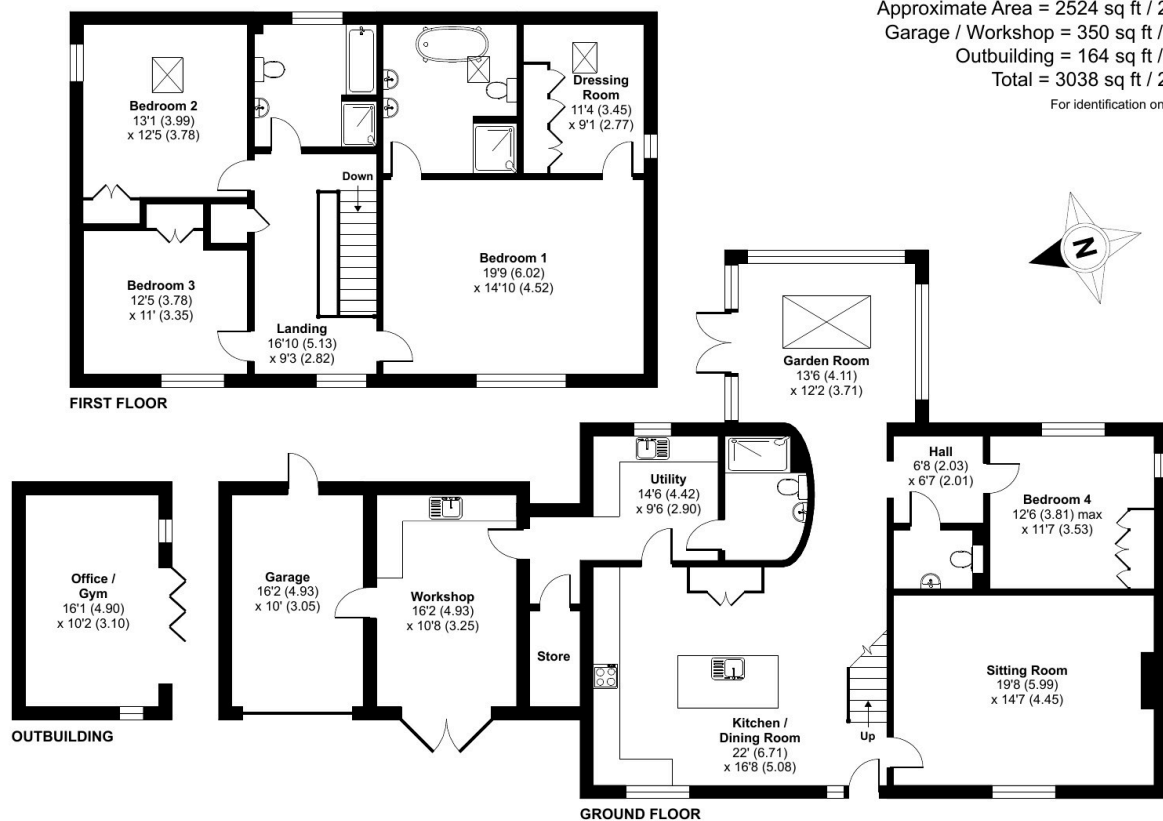 Approximate Area = 2524 sq ft / 2
Garage / Workshop = 350 sq ft /
Outbuilding = 164 sq ft /
Total = 3038 sq ft / 2
For identification on
Bedroom 2
13'1 (3.99)
x 12'5 (3.78)
Dressing
Room
11'4 (3.45)
x 9'1 (2.77)
Down
Bedroom 3
12'5 (3.78)
x 11' (3.35)
Landing
16'10 (5.13)
x 9'3 (2.82)
Bedroom 1
19'9 (6.02)
x 14'10 (4.52)
N
FIRST FLOOR
Garden Room
13'6 (4.11)
x 12'2 (3.71)
Utility
14'6 (4.42)
x 9'6 (2.90)
Hall
6'8 (2.03)
x 6'7 (2.01)
Bedroom 4
12'6 (3.81) max
x 11'7 (3.53)
Office /
Gym
16'1 (4.90)
x 10'2 (3.10)
Garage
16'2 (4.93)
x 10' (3.05)
Workshop
16'2 (4.93)
x 10'8 (3.25)
Store
Kitchen /
Dining Room
22' (6.71)
x 16'8 (5.08)
Up
Sitting Room
19'8 (5.99)
x 14'7 (4.45)
OUTBUILDING
GROUND FLOOR